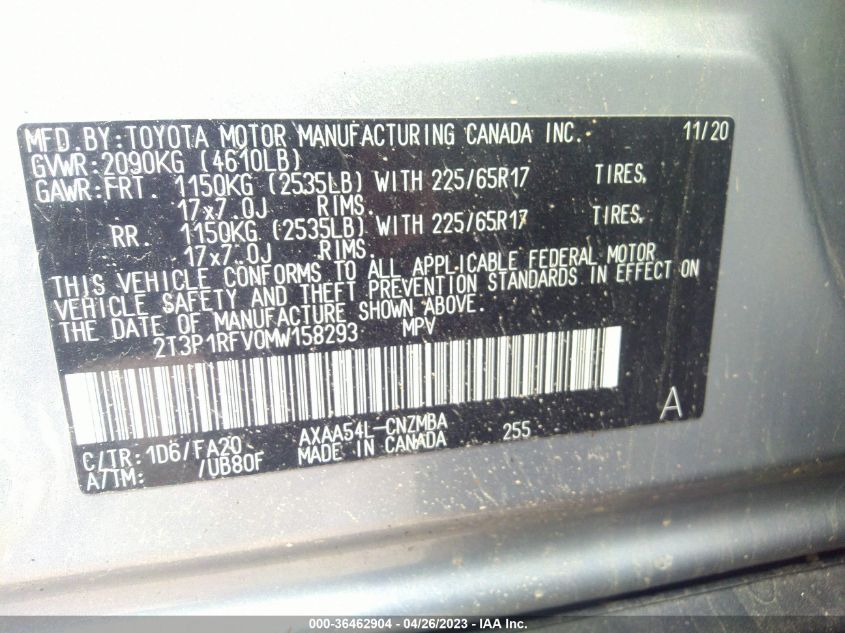 MFD.BY:TOYOTA MOTOR MANUFACTURING CANADA INC. 11/20
GVWR:2090KG (4610LB)
GAWR:FRT. 1150KG (2535LB) WITH 225/65R17 TIRES,
17x7.0J RIMS.
RR. 1150KG (2535LB) WITH 225/65R17 TIRES,
17x7.0J RIMS.
THIS VEHICLE CONFORMS TO ALL APPLICABLE FEDERAL MOTOR
VEHICLE SAFETY AND THEFT PREVENTION STANDARDS IN EFFECT ON
THE DATE OF MANUFACTURE SHOWN ABOVE.
2T3P1RFV0MW158293 MPV
A
C/TR: 1D6/FA20 AXAA54L-CNZMBA 255
A/TM: /UB80F MADE IN CANADA
000-36462904 - 04/26/2023 - IAA Inc.